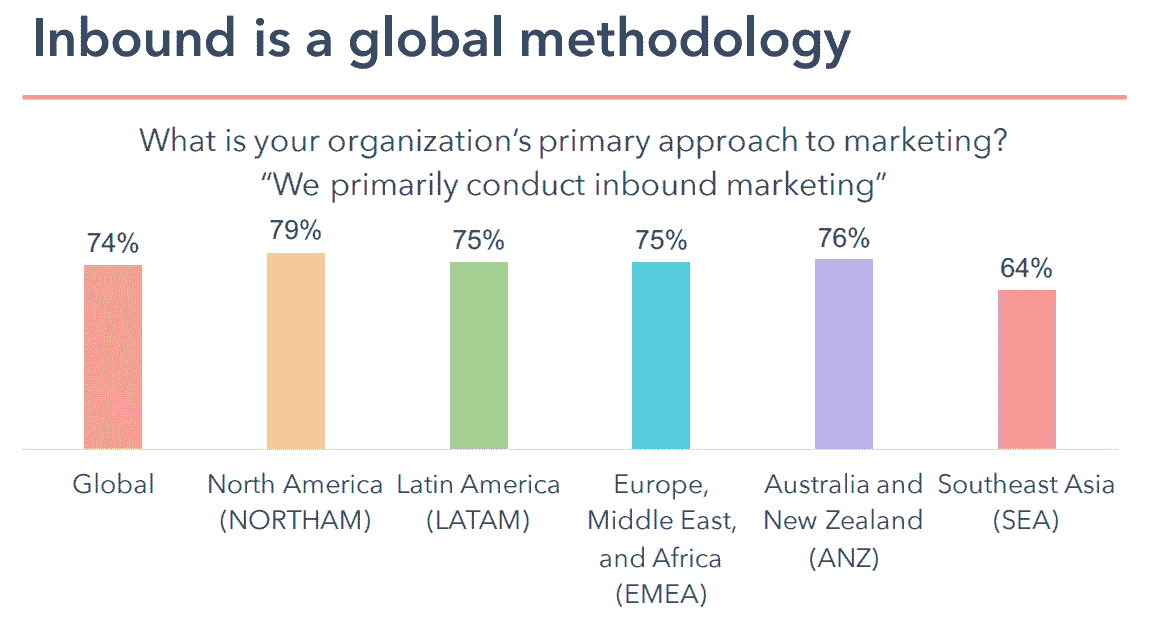 Inbound is a global methodology
What is your organization’s primary approach to marketing?
“We primarily conduct inbound marketing”
74%
79%
75%
75%
76%
64%
Global
North America
(NORTHAM)
Latin America
(LATAM)
Europe,
Middle East,
and Africa
(EMEA)
Australia and
New Zealand
(ANZ)
Southeast Asia
(SEA)